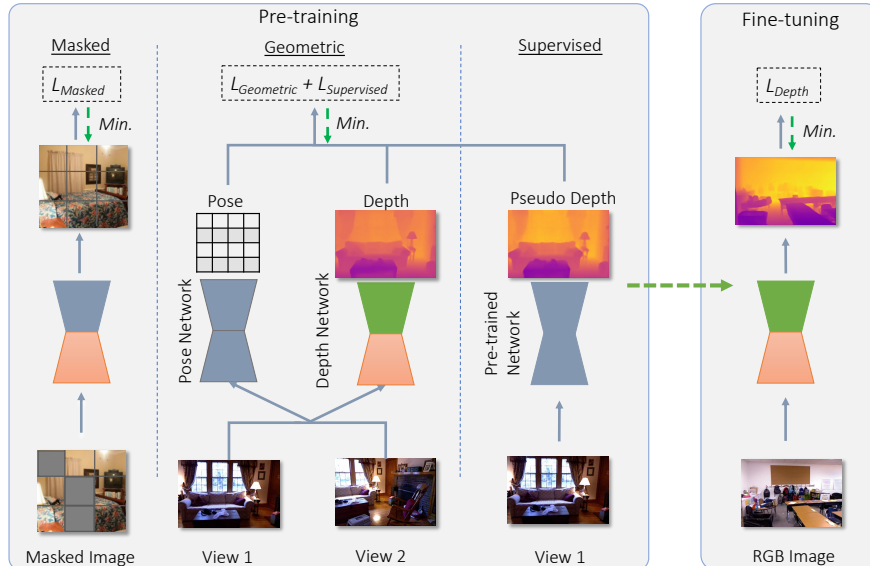 Pre-training
Fine-tuning
Masked
Geometric
Supervised
L_Masked
L_Geometric + L_Supervised
L_Depth
Min.
Min.
Min.
Pose
Depth
Pseudo Depth
Pose Network
Depth Network
Pre-trained
Network
Masked Image
View 1
View 2
View 1
RGB Image